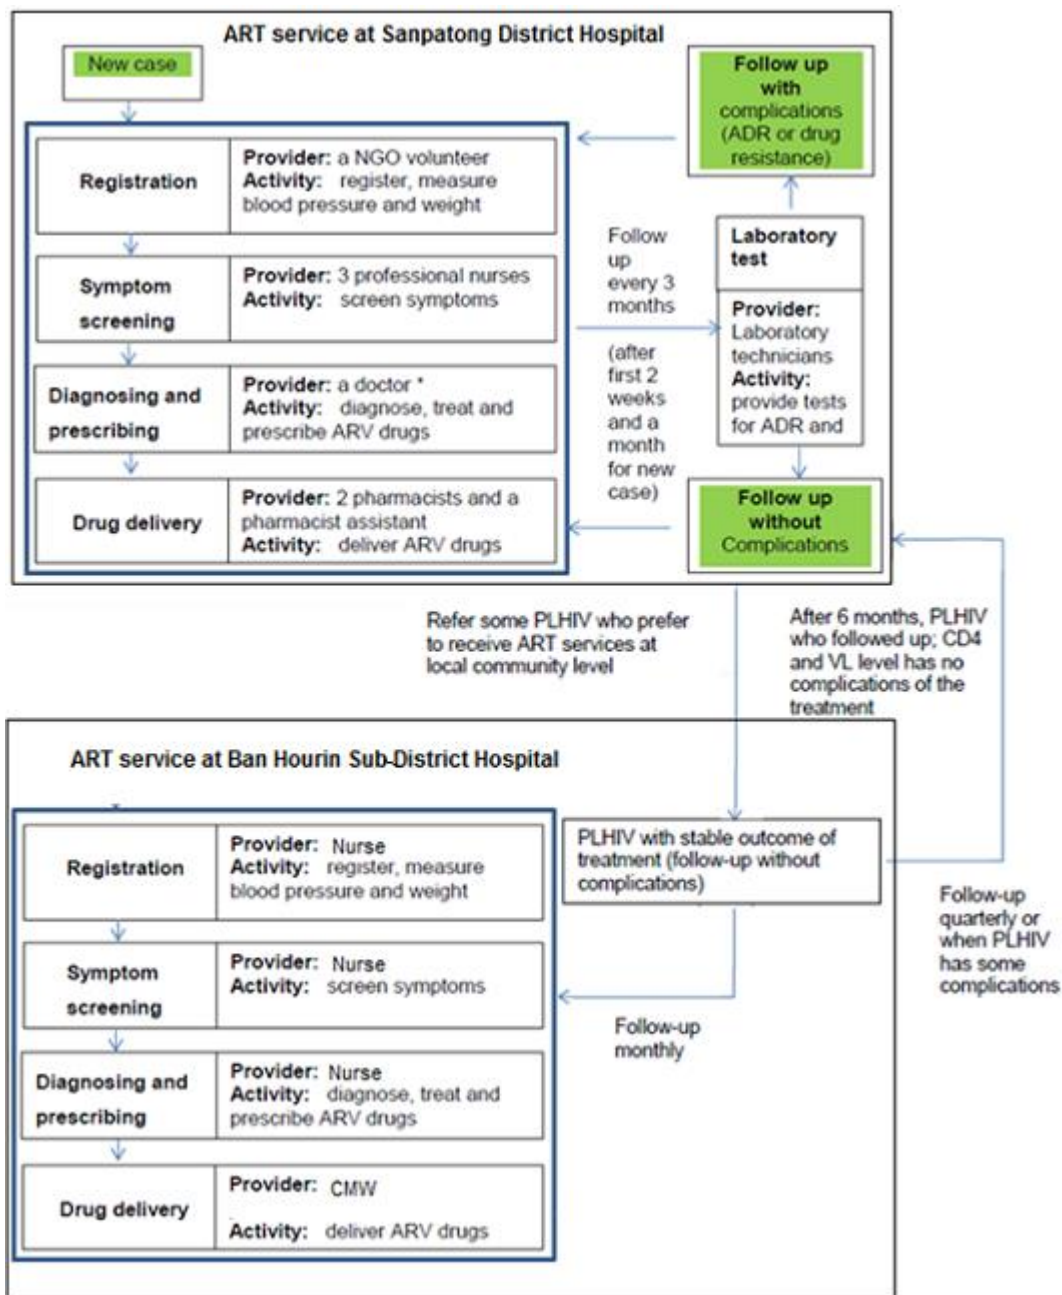 ART service at Sanpatong District Hospital
New case
Registration
Provider: a NGO volunteer
Activity: register, measure
blood pressure and weight
Symptom
screening
Provider: 3 professional nurses
Activity: screen symptoms
Diagnosing and
prescribing
Provider: a doctor *
Activity: diagnose, treat and
prescribe ARV drugs
Drug delivery
Provider: 2 pharmacists and a
pharmacist assistant
Activity: deliver ARV drugs
Follow
up
every 3
months
(after
first 2
weeks
and a
month
for new
case)
Follow up
with
complications
(ADR or drug
resistance)
Laboratory
test
Provider:
Laboratory
technicians
Activity:
provide tests
for ADR and
Follow up
without
Complications
Refer some PLHIV who prefer
to receive ART services at
local community level
After 6 months, PLHIV
who followed up; CD4
and VL level has no
complications of the
treatment
ART service at Ban Hourin Sub-District Hospital
Registration
Provider: Nurse
Activity: register, measure
blood pressure and weight
Symptom
screening
Provider: Nurse
Activity: screen symptoms
Diagnosing and
prescribing
Provider: Nurse
Activity: diagnose, treat and
prescribe ARV drugs
Drug delivery
Provider: CMW
Activity: deliver ARV drugs
PLHIV with stable outcome of
treatment (follow-up without
complications)
Follow-up
monthly
Follow-up
quarterly or
when PLHIV
has some
complications